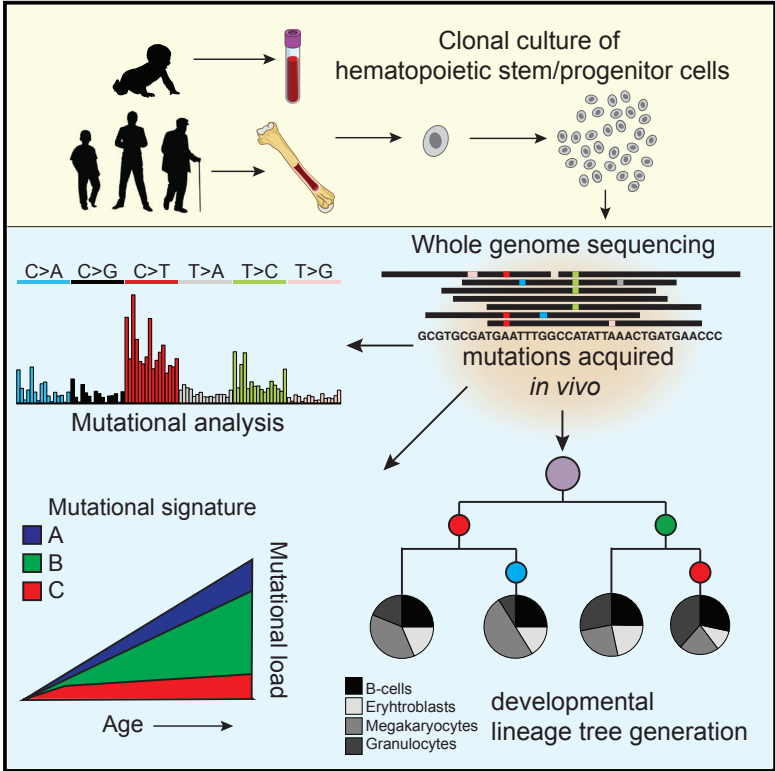 Clonal culture of
hematopoietic stem/progenitor cells
Whole genome sequencing
C>A C>G C>T T>A T>C T>G
GCGTGCGATGAATTTGGCCATATTAAACTGATGAACCC
mutations acquired
in vivo
Mutational analysis
Mutational signature
A
B
C
Mutational load
Age
B-cells
Eryhtroblasts
Megakaryocytes
Granulocytes
developmental
lineage tree generation